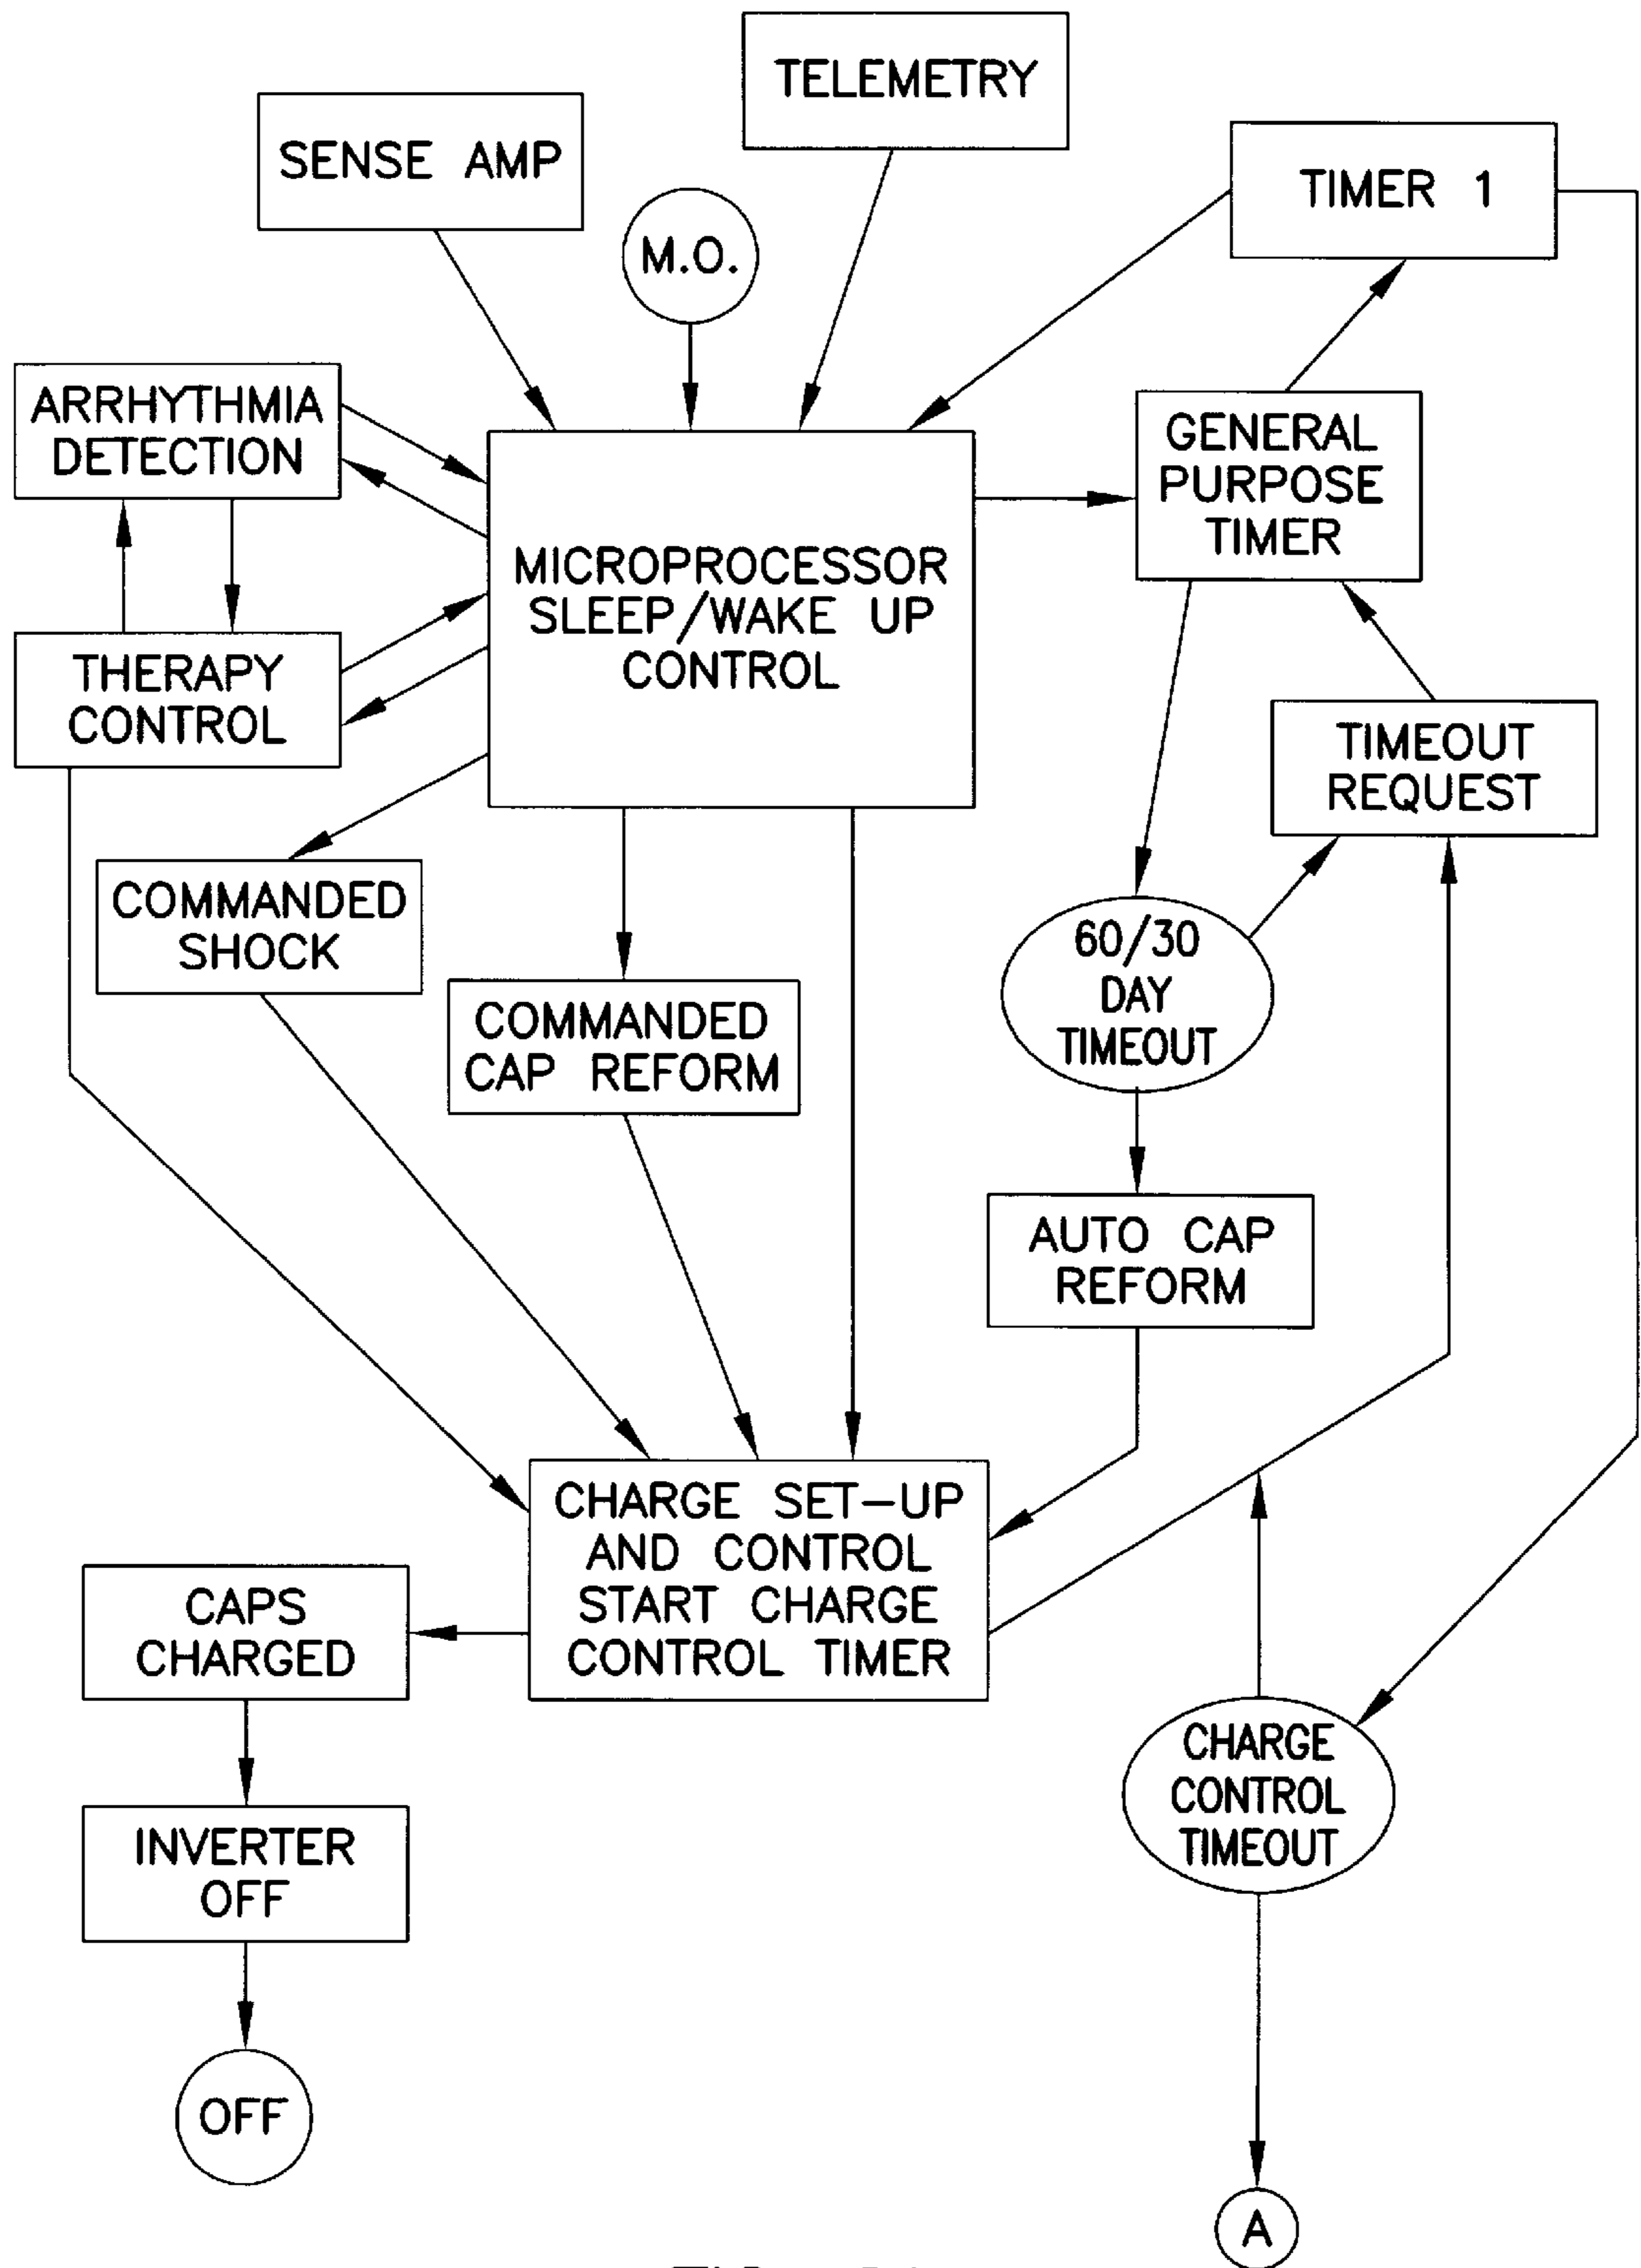 TELEMETRY
SENSE AMP
TIMER 1
M.O.
ARRHYTHMIA
DETECTION
GENERAL
PURPOSE
TIMER
MICROPROCESSOR
SLEEP/WAKE UP
CONTROL
THERAPY
CONTROL
TIMEOUT
REQUEST
COMMANDED
SHOCK
60/30
DAY
TIMEOUT
COMMANDED
CAP REFORM
AUTO CAP
REFORM
CHARGE SET-UP
AND CONTROL
START CHARGE
CONTROL TIMER
CAPS
CHARGED
CHARGE
CONTROL
TIMEOUT
INVERTER
OFF
OFF
A